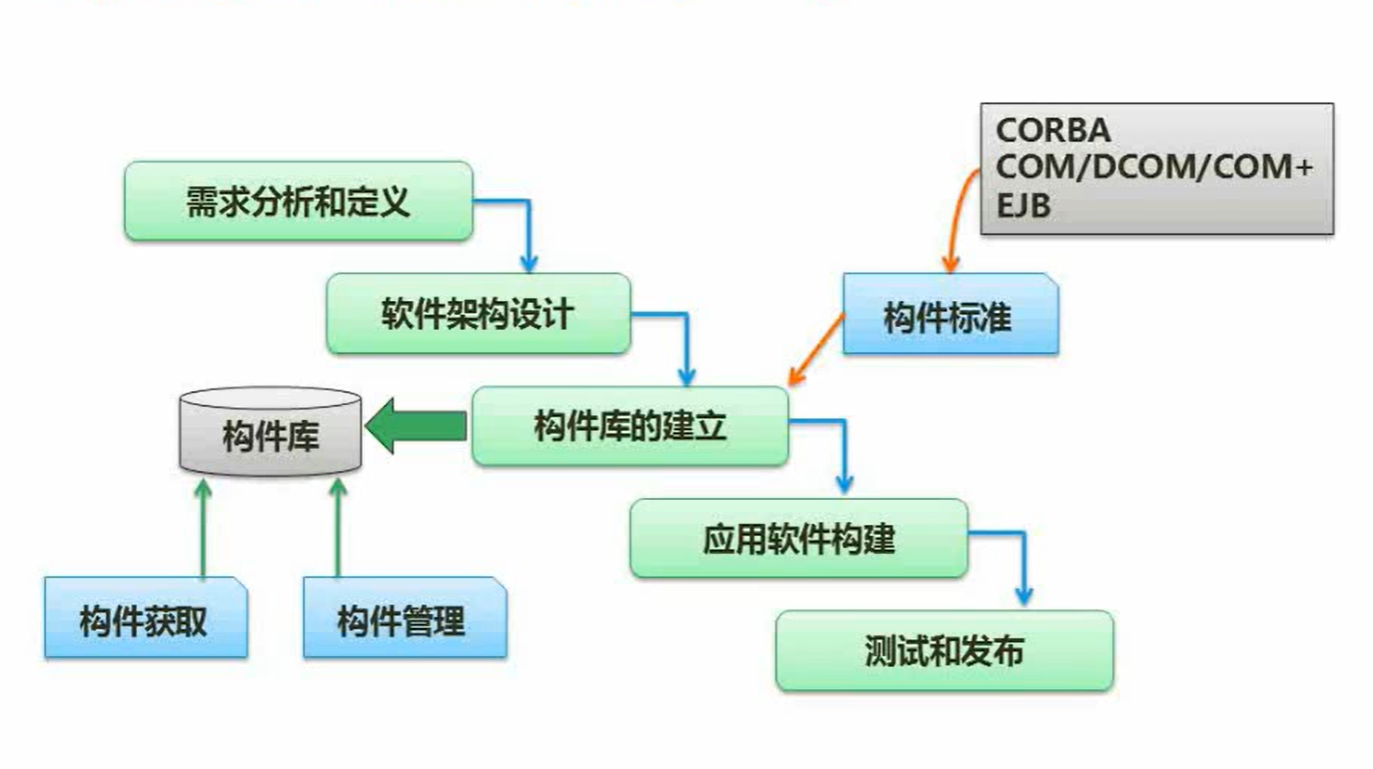 CORBA
COM/DCOM/COM+
EJB
需求分析和定义
软件架构设计
构件标准
构件库
构件库的建立
应用软件构建
构件获取
构件管理
测试和发布